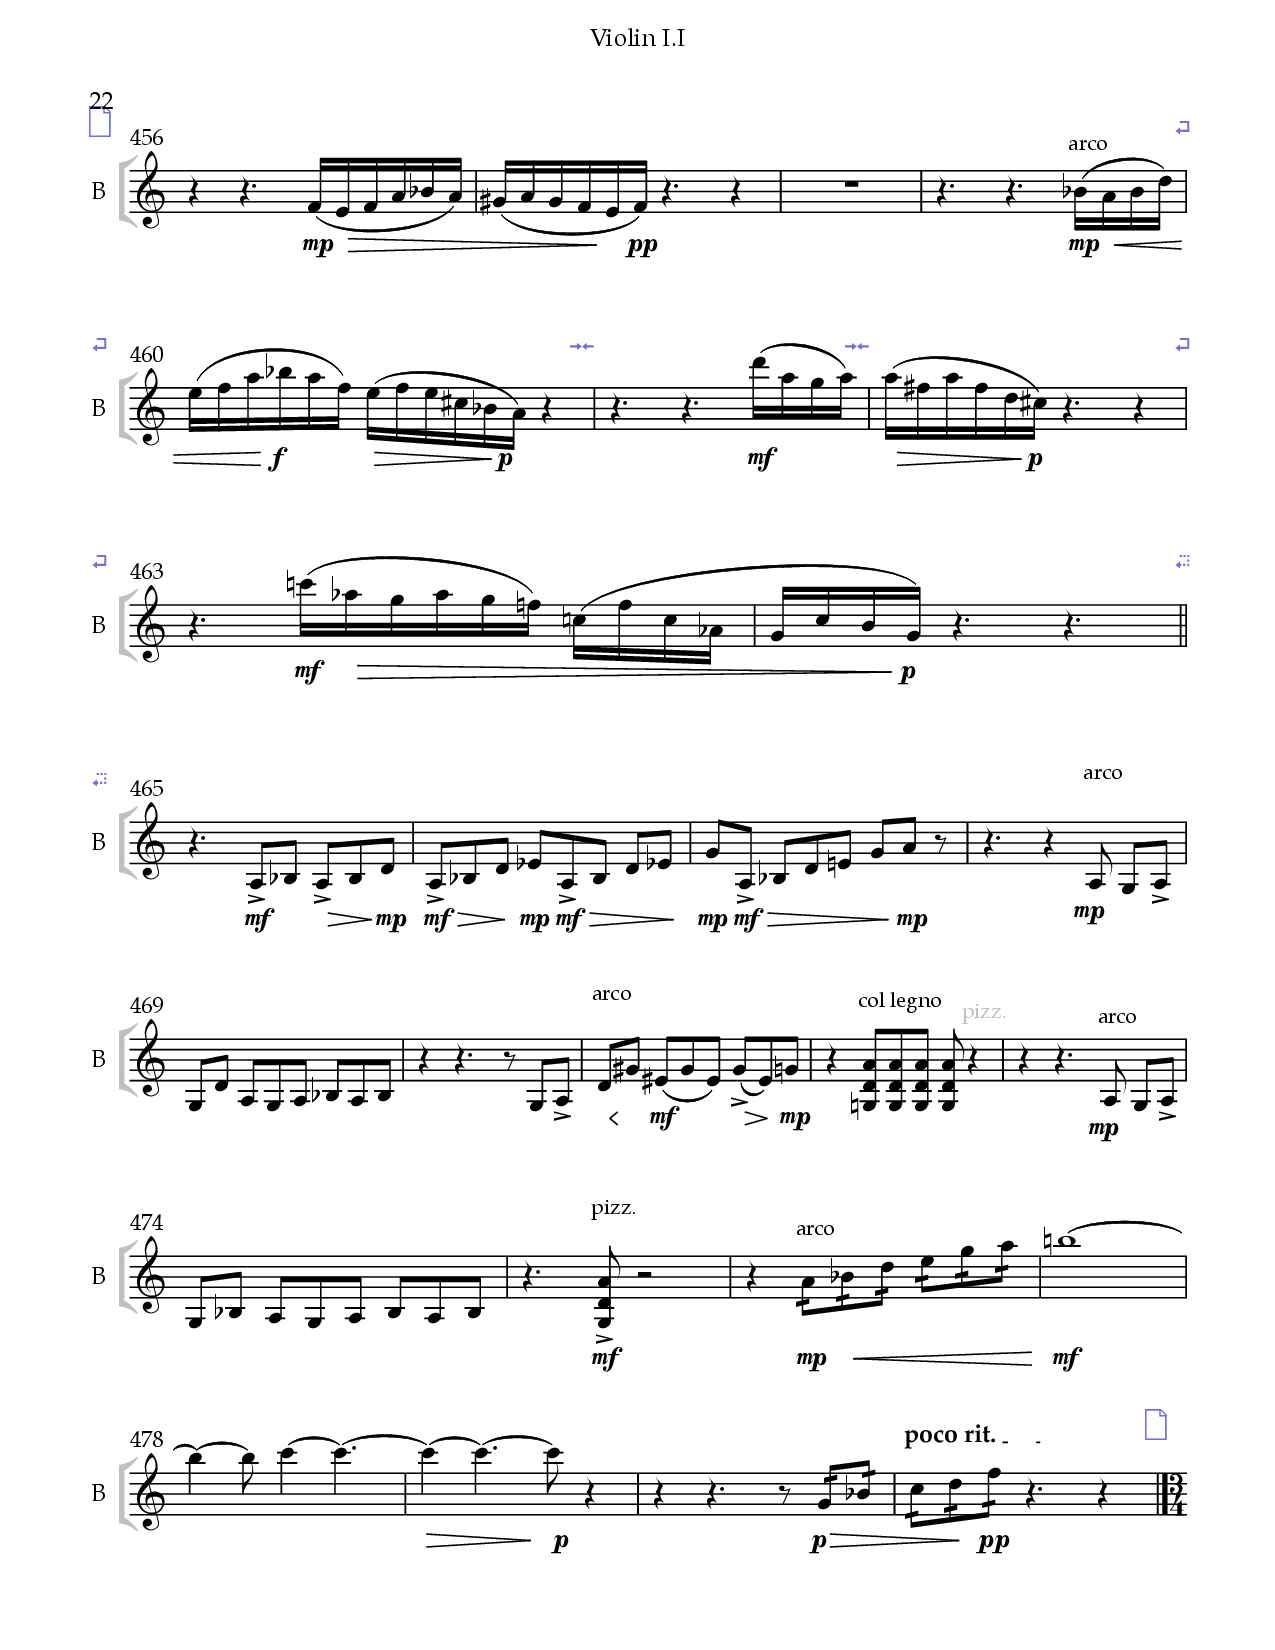 Violin I.I
22
456
arco
B
mp pp mp
460
B
f p mf p
463
B
mf p
465
arco
B
mf mp mf mp mf mp mf mp mp
469
arco col legno pizz. arco
B
mf mp mp
474
pizz. arco
B
mf mp mf
478
poco rit.
B
3
4
p p pp